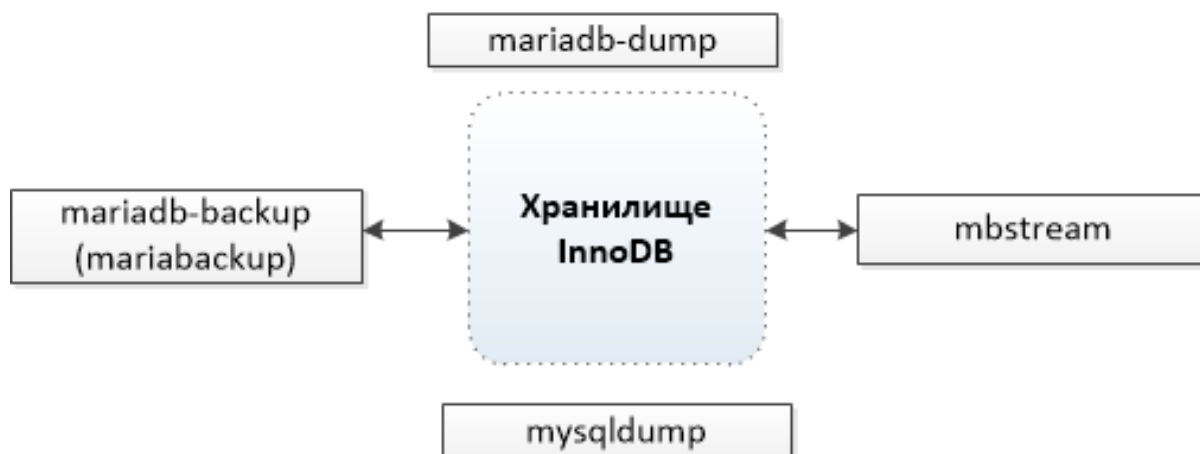 mariadb-dump
mariadb-backup
(mariabackup)
Хранилище
InnoDB
mbstream
mysqldump